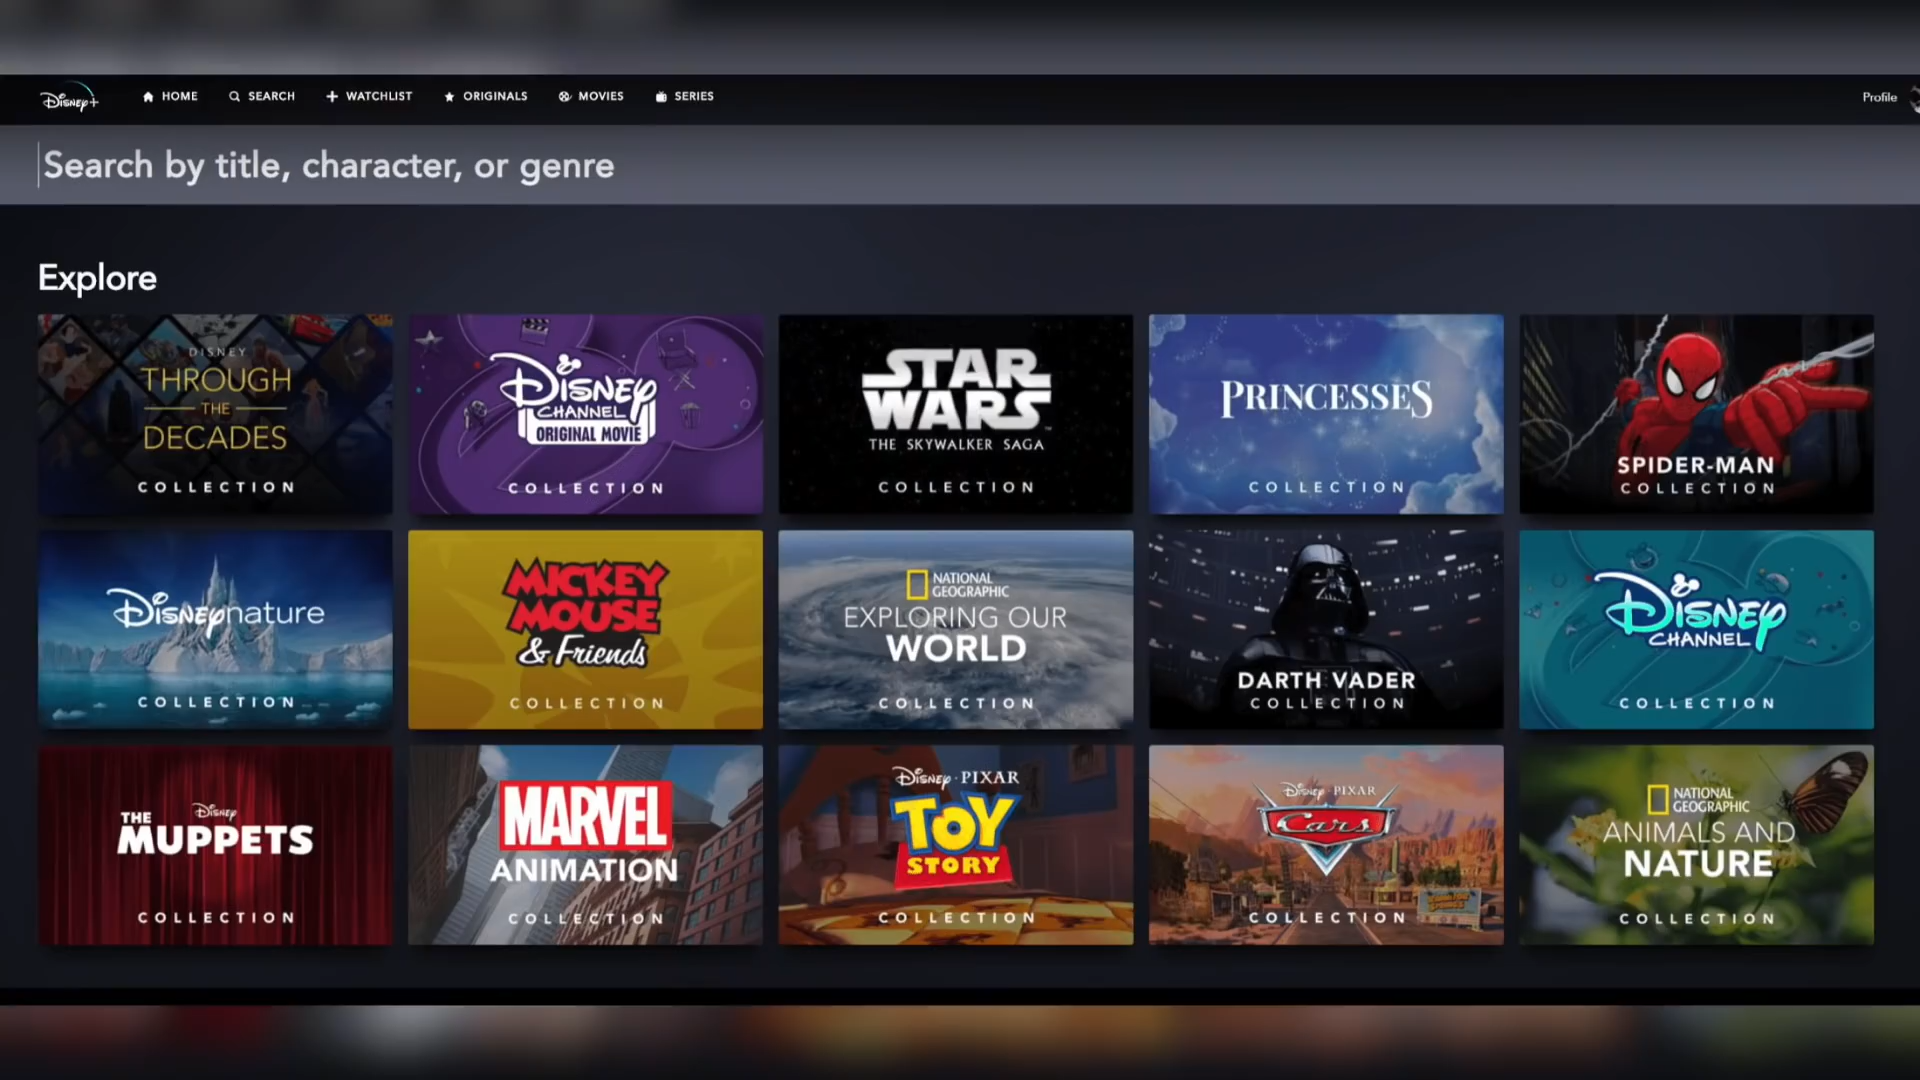 Disney+ HOME SEARCH WATCHLIST ORIGINALS MOVIES SERIES Profile
Search by title, character, or genre
Explore
DISNEY
THROUGH
THE
DECADES
COLLECTION
Disney
CHANNEL
ORIGINAL MOVIE
COLLECTION
STAR
WARS
THE SKYWALKER SAGA
COLLECTION
PRINCESSES
COLLECTION
SPIDER-MAN
COLLECTION
Disneynature
COLLECTION
MICKEY
MOUSE
& Friends
COLLECTION
NATIONAL
GEOGRAPHIC
EXPLORING OUR
WORLD
COLLECTION
DARTH VADER
COLLECTION
Disney
CHANNEL
COLLECTION
Disney
THE
MUPPETS
COLLECTION
MARVEL
ANIMATION
COLLECTION
Disney · PIXAR
TOY
STORY
COLLECTION
Disney · PIXAR
Cars
COLLECTION
NATIONAL
GEOGRAPHIC
ANIMALS AND
NATURE
COLLECTION